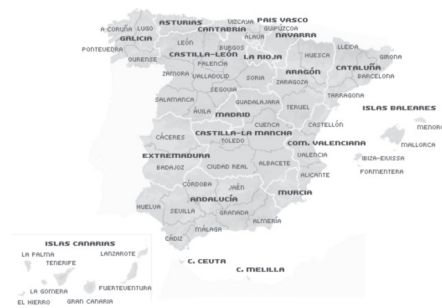 ASTURIAS
VIZCAYA
PAIS VASCO
A CORUÑA
LUGO
CANTABRIA
GUIPÚZCOA
GALICIA
ALAVA
NAVARRA
PONTEVEDRA
LEÓN
BURGOS
LLEIDA
OURENSE
CASTILLA-LEÓN
LA RIOJA
HUESCA
GIRONA
PALENCIA
ARAGÓN
CATALUÑA
ZAMORA
VALLADOLID
SORIA
ZARAGOZA
BARCELONA
SEGOVIA
TARRAGONA
SALAMANCA
GUADALAJARA
TERUEL
ISLAS BALEARES
ÁVILA
MADRID
CUENCA
CASTELLÓN
MENOR
CÁCERES
CASTILLA-LA MANCHA
TOLEDO
COM. VALENCIANA
MALLORCA
EXTREMADURA
VALENCIA
IBIZA-EIVISSA
BADAJOZ
CIUDAD REAL
ALBACETE
FORMENTERA
ALICANTE
CÓRDOBA
JAÉN
MURCIA
ANDALUCÍA
HUELVA
SEVILLA
GRANADA
ALMERIA
MÁLAGA
CÁDIZ
ISLAS CANARIAS
LA PALMA
LANZAROTE
TENERIFE
C. CEUTA
C. MELILLA
LA GOMERA
FUERTEVENTURA
EL HIERRO
GRAN CANARIA